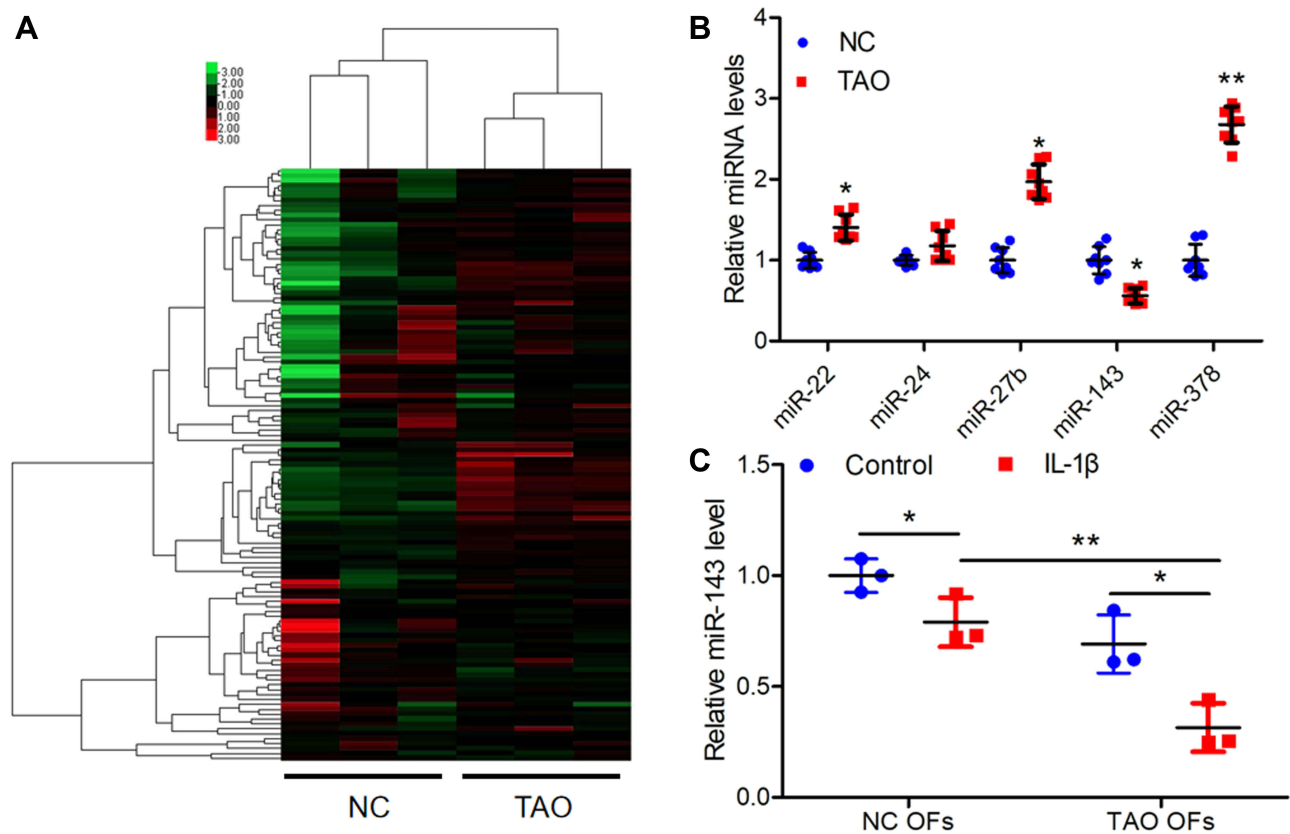 A
-3.00
-2.00
-1.00
0.00
1.00
2.00
3.00
NC
TAO
B
Relative miRNA levels
4
3
2
1
0
NC
TAO
*
*
*
**
miR-22
miR-24
miR-27b
miR-143
miR-378
C
Relative miR-143 level
1.5
1.0
0.5
0.0
Control
IL-1β
*
**
*
NC OFs
TAO OFs